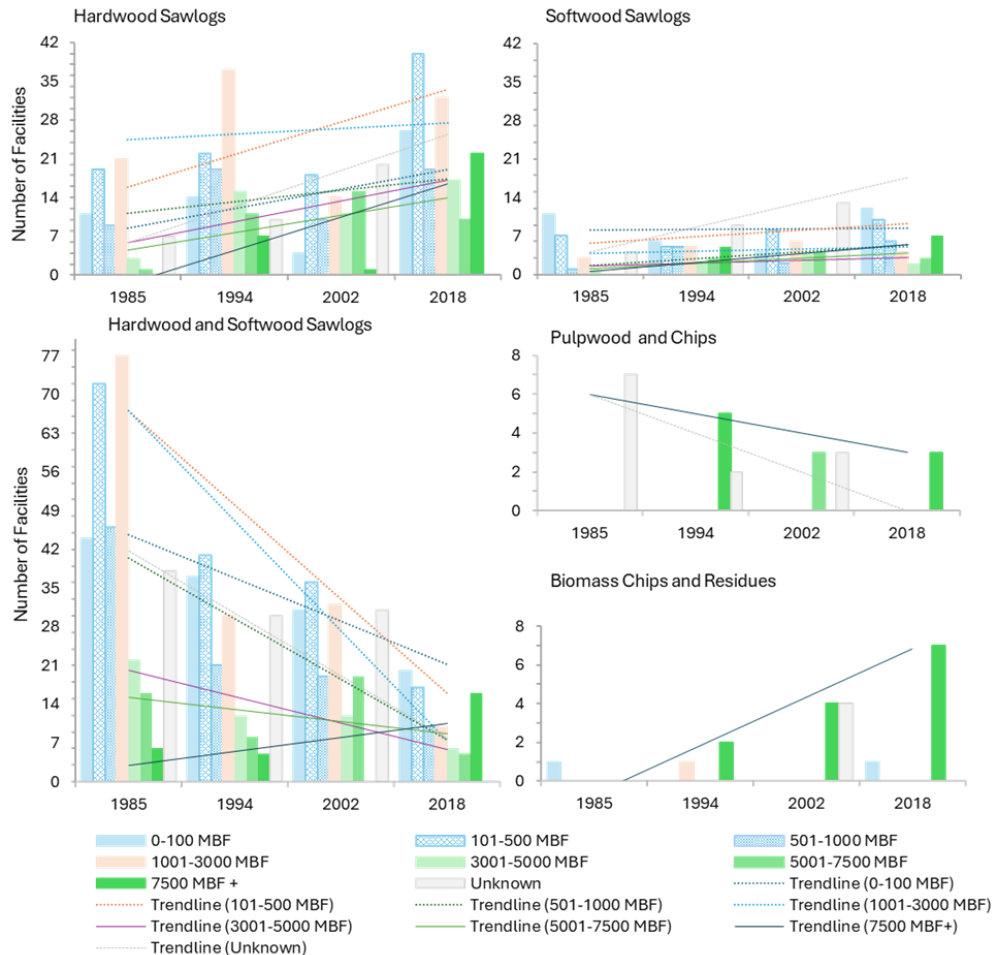 Hardwood Sawlogs
Softwood Sawlogs
Number of Facilities
42
35
28
21
14
7
0
1985 1994 2002 2018
42
35
28
21
14
7
0
1985 1994 2002 2018
Hardwood and Softwood Sawlogs
Number of Facilities
77
70
63
56
49
42
35
28
21
14
7
0
1985 1994 2002 2018
Pulpwood and Chips
8
6
4
2
0
1985 1994 2002 2018
Biomass Chips and Residues
8
6
4
2
0
1985 1994 2002 2018
0-100 MBF 101-500 MBF 501-1000 MBF
1001-3000 MBF 3001-5000 MBF 5001-7500 MBF
7500 MBF + Unknown Trendline (0-100 MBF)
Trendline (101-500 MBF) Trendline (501-1000 MBF) Trendline (1001-3000 MBF)
Trendline (3001-5000 MBF) Trendline (5001-7500 MBF) Trendline (7500 MBF+)
Trendline (Unknown)